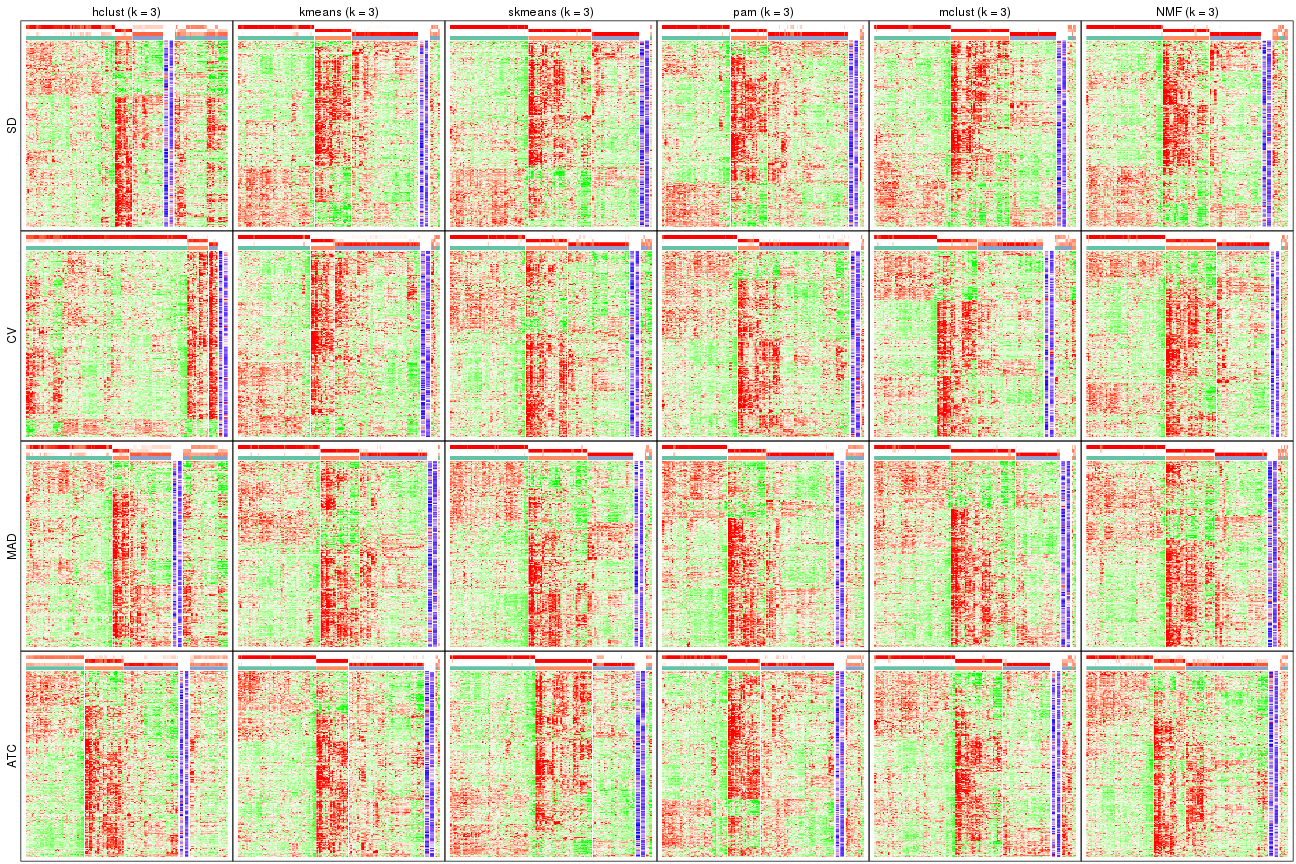 hclust (k = 3)
kmeans (k = 3)
skmeans (k = 3)
pam (k = 3)
mclust (k = 3)
NMF (k = 3)
SD
CV
MAD
ATC